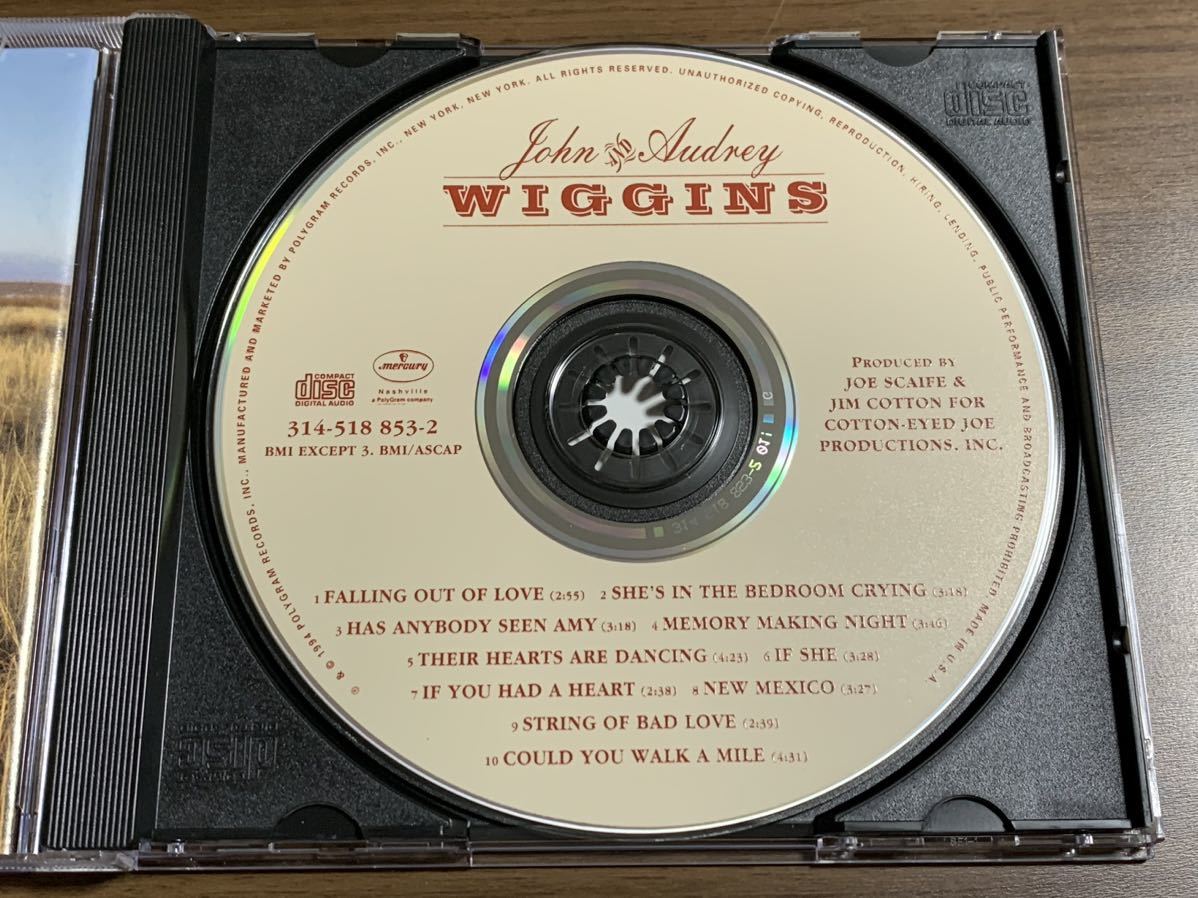 John AND Audrey
WIGGINS
COMPACT
disc
DIGITAL AUDIO
mercury
Nashville
a PolyGram company
314-518 853-2
BMI EXCEPT 3. BMI/ASCAP
PRODUCED BY
JOE SCAIFE &
JIM COTTON FOR
COTTON-EYED JOE
PRODUCTIONS, INC.
1 FALLING OUT OF LOVE (2:55) 2 SHE'S IN THE BEDROOM CRYING (3:18)
3 HAS ANYBODY SEEN AMY (3:18) 4 MEMORY MAKING NIGHT (3:46)
5 THEIR HEARTS ARE DANCING (4:23) 6 IF SHE (3:28)
7 IF YOU HAD A HEART (2:38) 8 NEW MEXICO (3:27)
9 STRING OF BAD LOVE (2:39)
10 COULD YOU WALK A MILE (4:31)
℗ & © 1994 POLYGRAM RECORDS, INC., MANUFACTURED AND MARKETED BY POLYGRAM RECORDS, INC., NEW YORK, NEW YORK. ALL RIGHTS RESERVED. UNAUTHORIZED COPYING, REPRODUCTION, HIRING, LENDING, PUBLIC PERFORMANCE AND BROADCASTING PROHIBITED. MADE IN U.S.A.
COMPACT
disc
DIGITAL AUDIO
COMPACT
disc
DIGITAL AUDIO